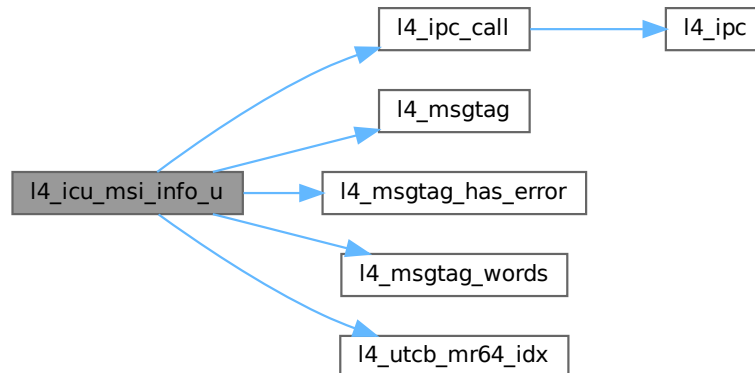 l4_ipc_call
l4_ipc
l4_msgtag
l4_icu_msi_info_u
l4_msgtag_has_error
l4_msgtag_words
l4_utcb_mr64_idx